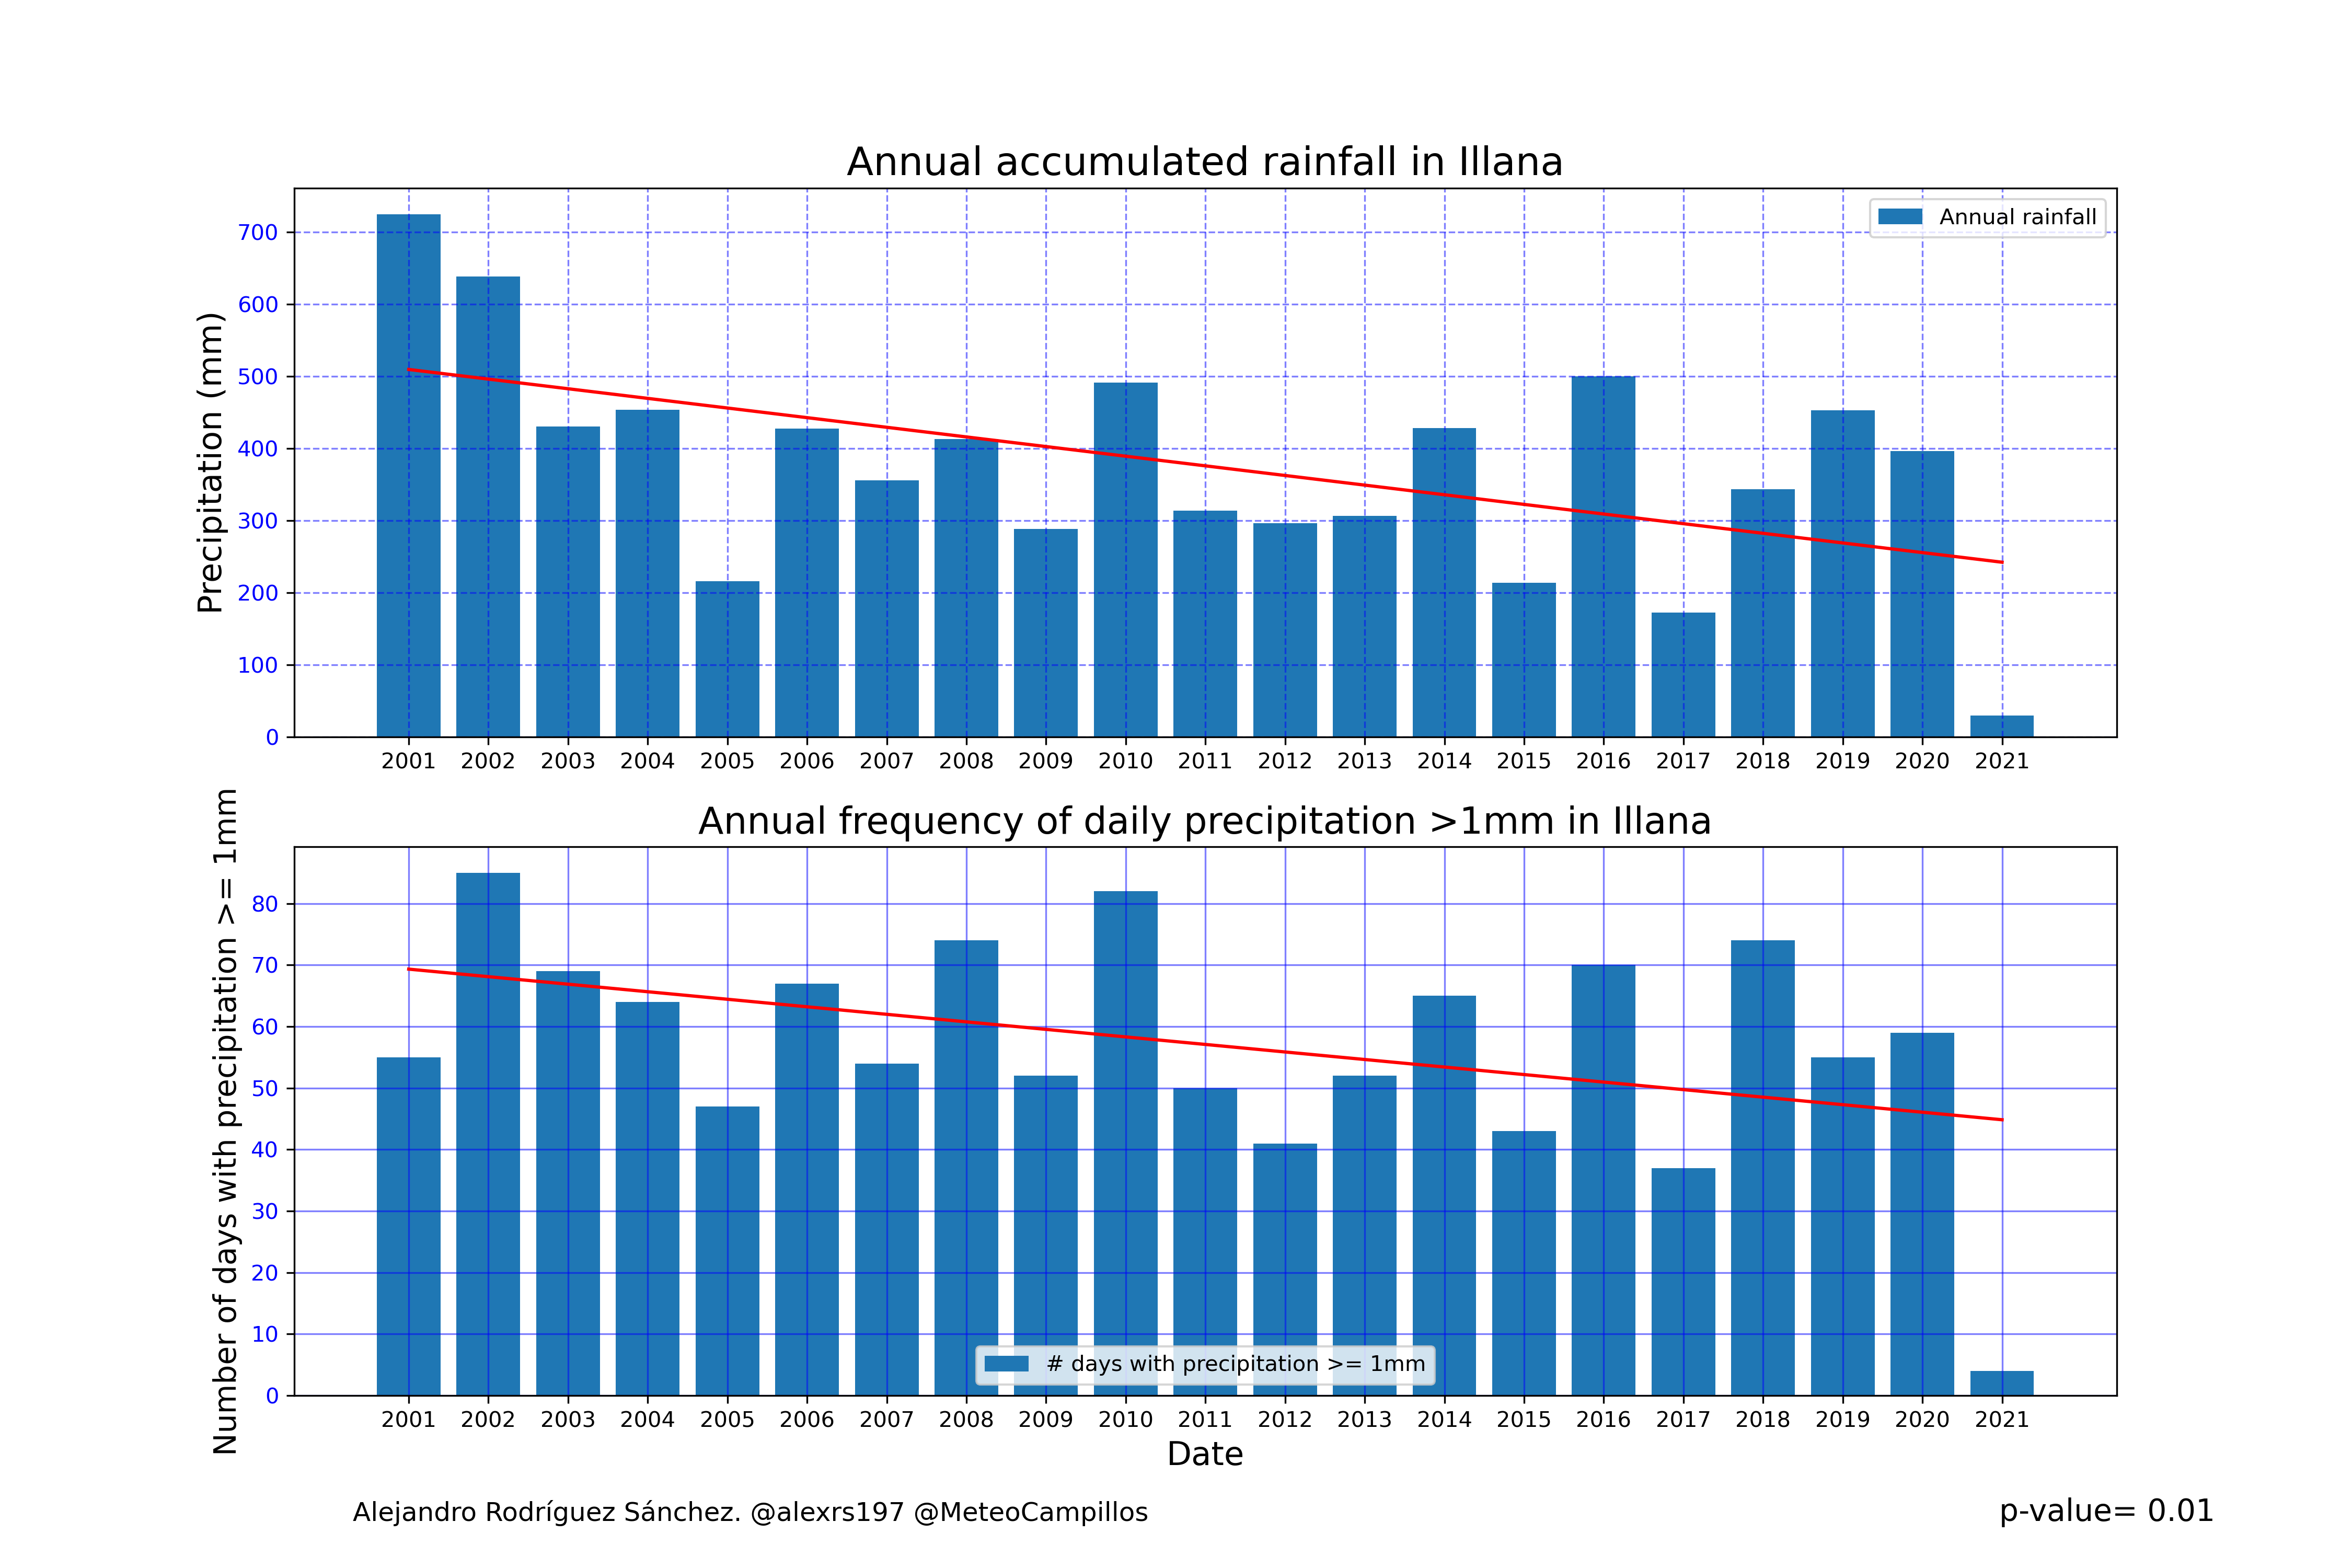 Annual accumulated rainfall in Illana
Annual rainfall
Precipitation (mm)
700
600
500
400
300
200
100
0
2001 2002 2003 2004 2005 2006 2007 2008 2009 2010 2011 2012 2013 2014 2015 2016 2017 2018 2019 2020 2021
Annual frequency of daily precipitation >1mm in Illana
Number of days with precipitation >= 1mm
80
70
60
50
40
30
20
10
0
# days with precipitation >= 1mm
2001 2002 2003 2004 2005 2006 2007 2008 2009 2010 2011 2012 2013 2014 2015 2016 2017 2018 2019 2020 2021
Date
Alejandro Rodríguez Sánchez. @alexrs197 @MeteoCampillos
p-value= 0.01